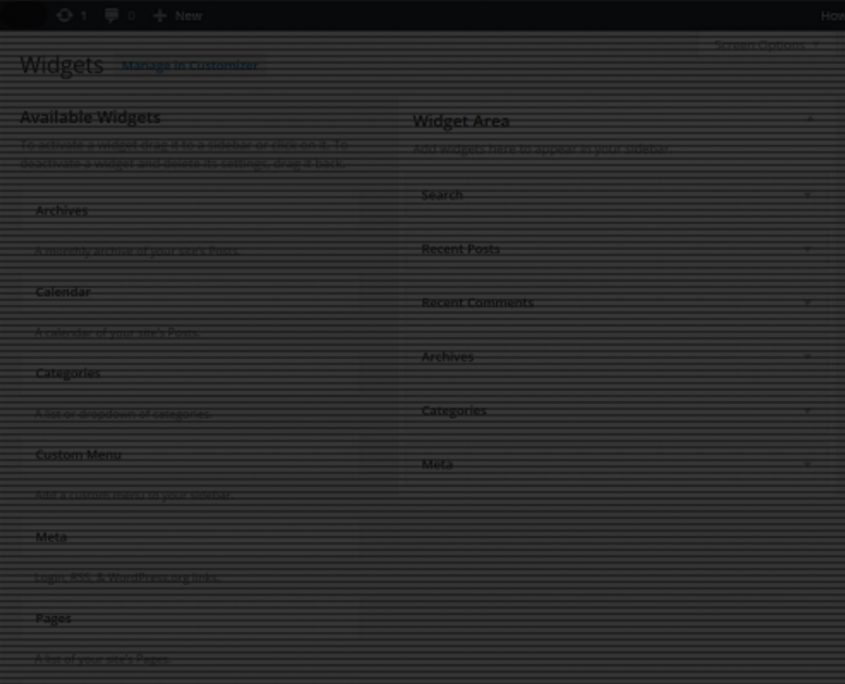 1 0 New How
Screen Options
Widgets Manage in Customizer
Available Widgets
To activate a widget drag it to a sidebar or click on it. To
deactivate a widget and delete its settings, drag it back.
Archives
A monthly archive of your site's Posts.
Calendar
A calendar of your site's Posts.
Categories
A list or dropdown of categories.
Custom Menu
Add a custom menu to your sidebar.
Meta
Login, RSS, & WordPress.org links.
Pages
A list of your site's Pages.
Widget Area
Add widgets here to appear in your sidebar.
Search
Recent Posts
Recent Comments
Archives
Categories
Meta